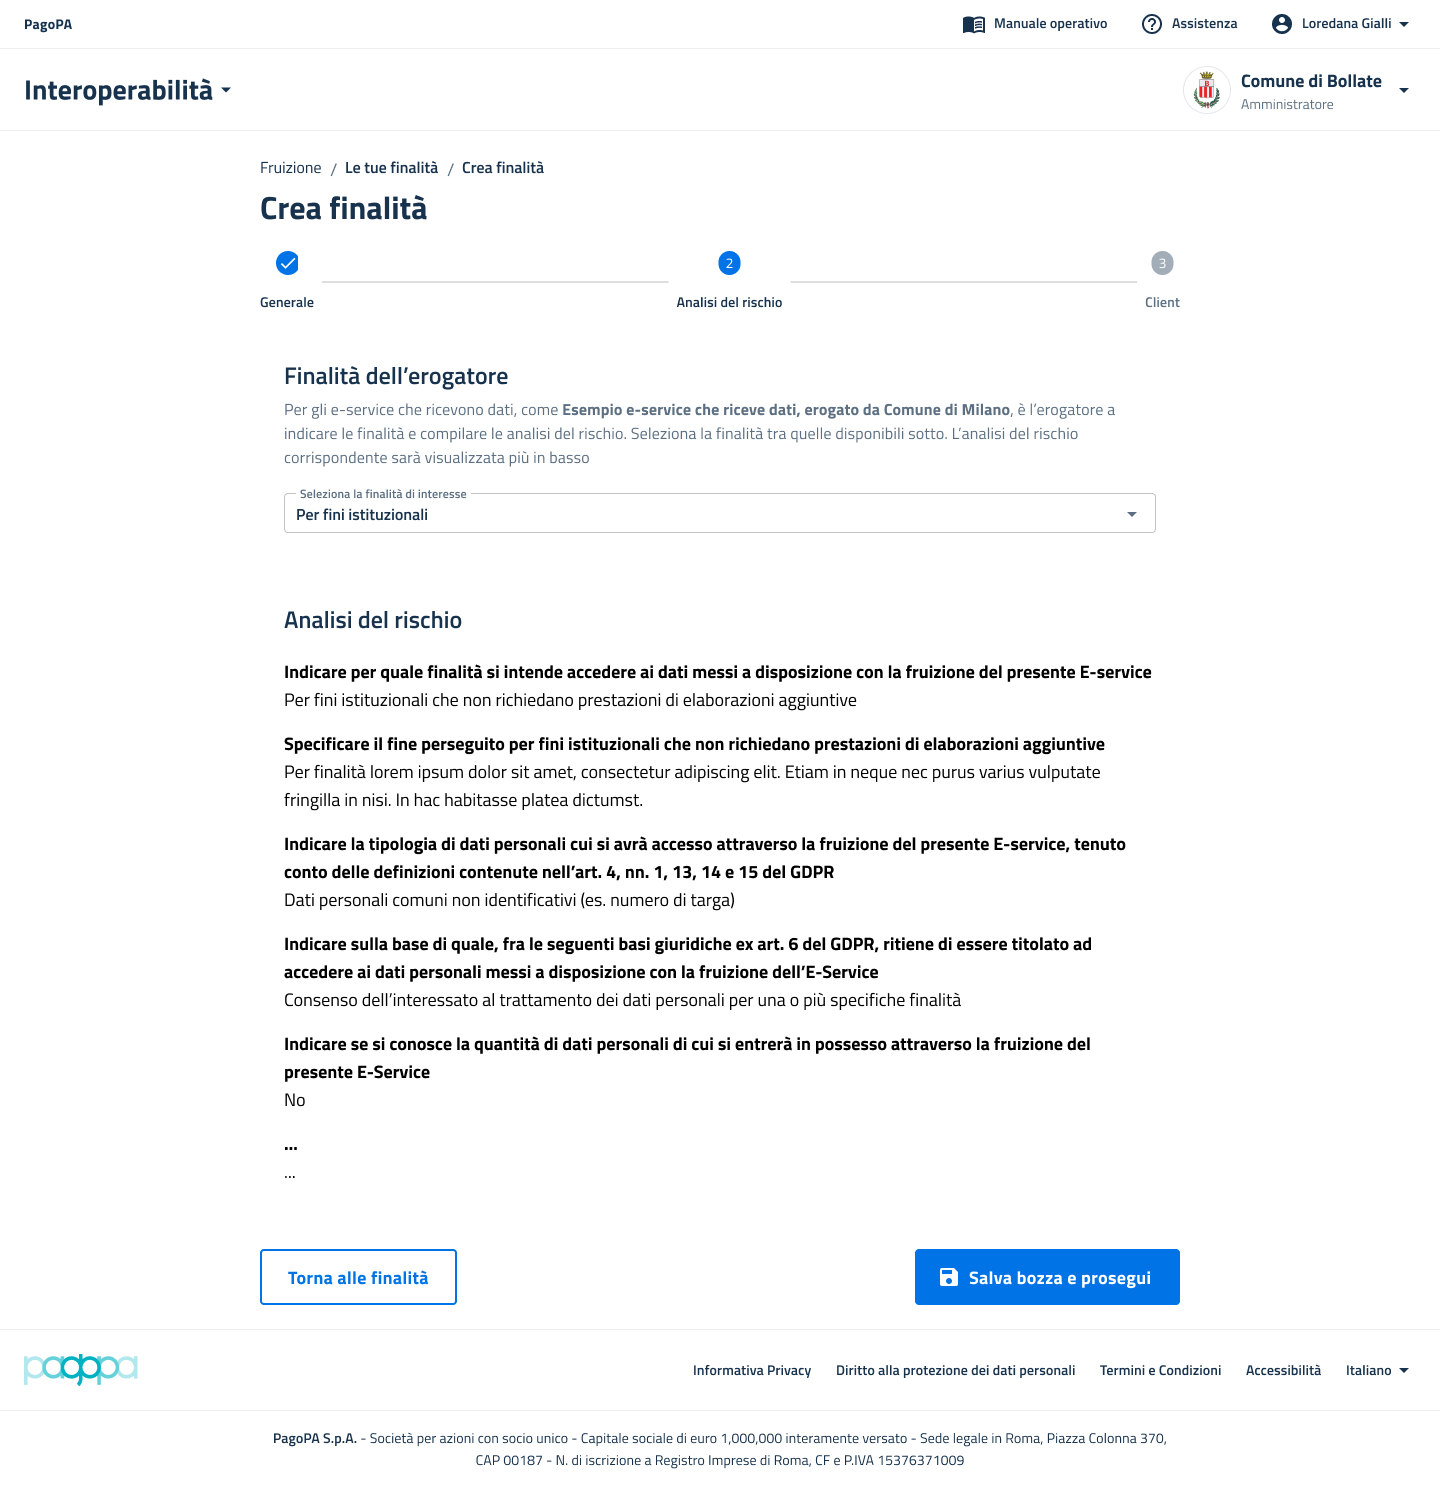 PagoPA
Manuale operativo
Assistenza
Loredana Gialli
Interoperabilità
Comune di Bollate
Amministratore
Fruizione / Le tue finalità / Crea finalità
Crea finalità
2
3
Generale
Analisi del rischio
Client
Finalità dell’erogatore
Per gli e-service che ricevono dati, come Esempio e-service che riceve dati, erogato da Comune di Milano, è l’erogatore a
indicare le finalità e compilare le analisi del rischio. Seleziona la finalità tra quelle disponibili sotto. L’analisi del rischio
corrispondente sarà visualizzata più in basso
Seleziona la finalità di interesse
Per fini istituzionali
Analisi del rischio
Indicare per quale finalità si intende accedere ai dati messi a disposizione con la fruizione del presente E-service
Per fini istituzionali che non richiedano prestazioni di elaborazioni aggiuntive
Specificare il fine perseguito per fini istituzionali che non richiedano prestazioni di elaborazioni aggiuntive
Per finalità lorem ipsum dolor sit amet, consectetur adipiscing elit. Etiam in neque nec purus varius vulputate
fringilla in nisi. In hac habitasse platea dictumst.
Indicare la tipologia di dati personali cui si avrà accesso attraverso la fruizione del presente E-service, tenuto
conto delle definizioni contenute nell’art. 4, nn. 1, 13, 14 e 15 del GDPR
Dati personali comuni non identificativi (es. numero di targa)
Indicare sulla base di quale, fra le seguenti basi giuridiche ex art. 6 del GDPR, ritiene di essere titolato ad
accedere ai dati personali messi a disposizione con la fruizione dell’E-Service
Consenso dell’interessato al trattamento dei dati personali per una o più specifiche finalità
Indicare se si conosce la quantità di dati personali di cui si entrerà in possesso attraverso la fruizione del
presente E-Service
No
...
...
Torna alle finalità
Salva bozza e prosegui
pagopa
Informativa Privacy
Diritto alla protezione dei dati personali
Termini e Condizioni
Accessibilità
Italiano
PagoPA S.p.A. - Società per azioni con socio unico - Capitale sociale di euro 1,000,000 interamente versato - Sede legale in Roma, Piazza Colonna 370,
CAP 00187 - N. di iscrizione a Registro Imprese di Roma, CF e P.IVA 15376371009